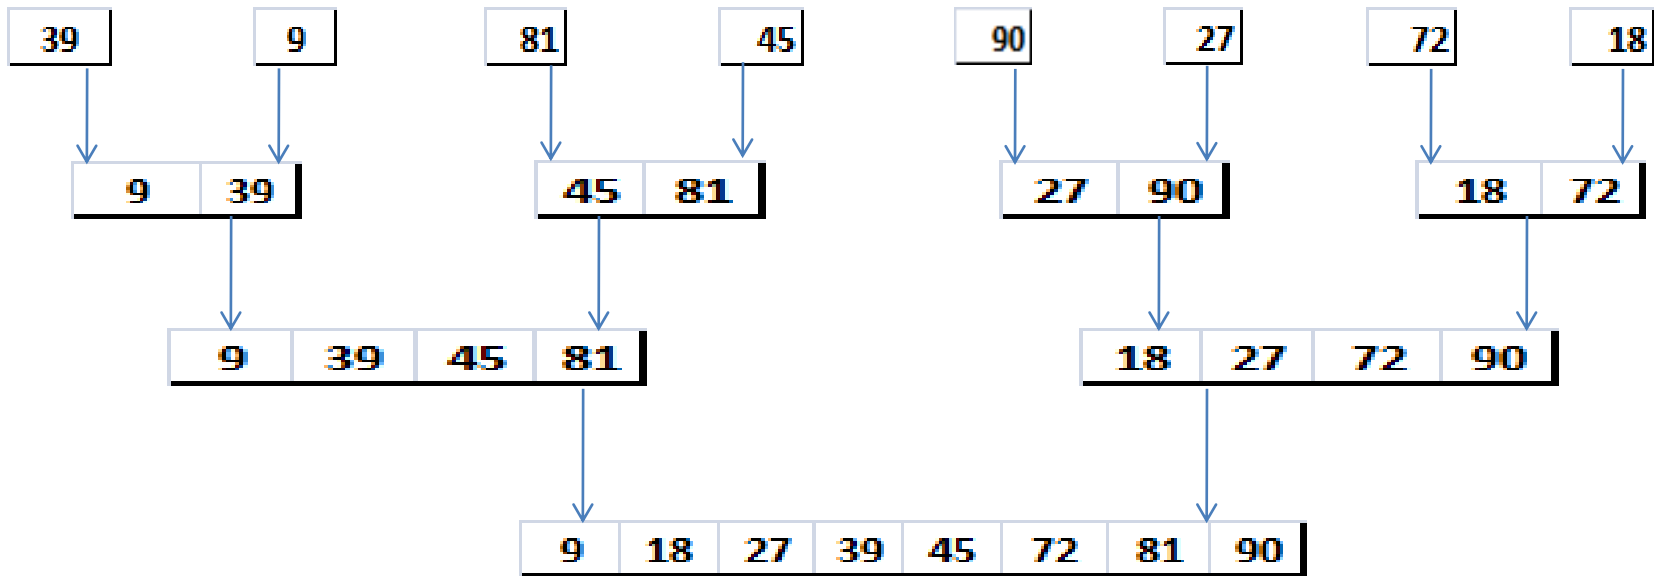 39 9 81 45 90 27 72 18
9 39 45 81 27 90 18 72
9 39 45 81 18 27 72 90
9 18 27 39 45 72 81 90